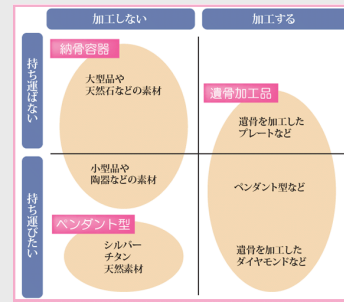 加工しない
加工する
持ち運ばない
持ち運びたい
納骨容器
大型品や
天然石などの素材
小型品や
陶器などの素材
ペンダント型
シルバー
チタン
天然素材
遺骨加工品
遺骨を加工した
プレートなど
ペンダント型など
遺骨を加工した
ダイヤモンドなど